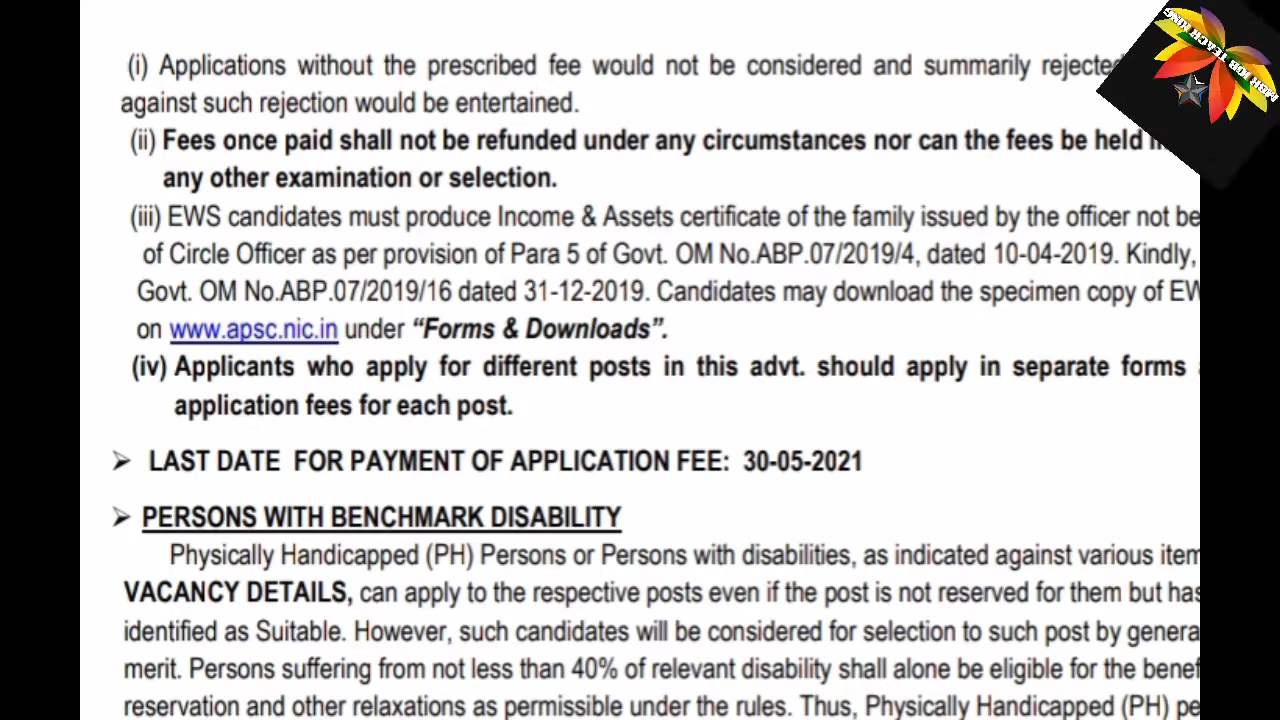 (i) Applications without the prescribed fee would not be considered and summarily rejected
against such rejection would be entertained.
(ii) Fees once paid shall not be refunded under any circumstances nor can the fees be held
any other examination or selection.
(iii) EWS candidates must produce Income & Assets certificate of the family issued by the officer not be
of Circle Officer as per provision of Para 5 of Govt. OM No.ABP.07/2019/4, dated 10-04-2019. Kindly,
Govt. OM No.ABP.07/2019/16 dated 31-12-2019. Candidates may download the specimen copy of EW
on www.apsc.nic.in under “Forms & Downloads”.
(iv) Applicants who apply for different posts in this advt. should apply in separate forms
application fees for each post.
➢ LAST DATE FOR PAYMENT OF APPLICATION FEE: 30-05-2021
➢ PERSONS WITH BENCHMARK DISABILITY
Physically Handicapped (PH) Persons or Persons with disabilities, as indicated against various item
VACANCY DETAILS, can apply to the respective posts even if the post is not reserved for them but has
identified as Suitable. However, such candidates will be considered for selection to such post by genera
merit. Persons suffering from not less than 40% of relevant disability shall alone be eligible for the benef
reservation and other relaxations as permissible under the rules. Thus, Physically Handicapped (PH) pe
MBH JOB TEACH KING